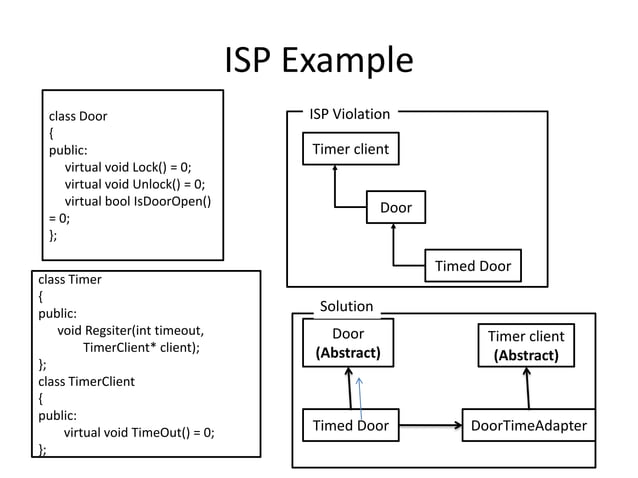 ISP Example
class Door
{
public:
virtual void Lock() = 0;
virtual void Unlock() = 0;
virtual bool IsDoorOpen()
= 0;
};
class Timer
{
public:
void Regsiter(int timeout,
TimerClient* client);
};
class TimerClient
{
public:
virtual void TimeOut() = 0;
};
ISP Violation
Timer client
Door
Timed Door
Solution
Door
(Abstract)
Timer client
(Abstract)
Timed Door
DoorTimeAdapter